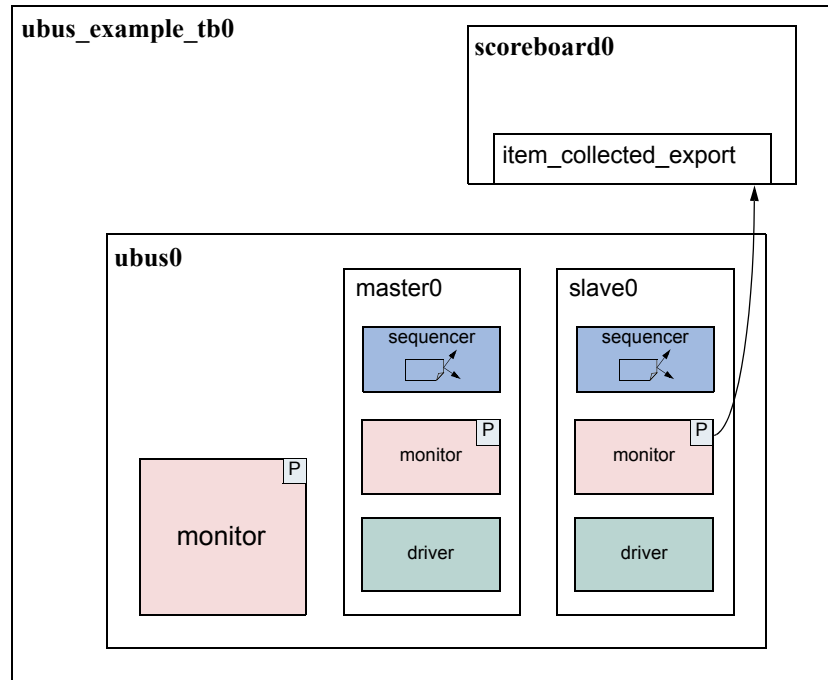 ubus_example_tb0
scoreboard0
item_collected_export
ubus0
master0
slave0
sequencer
sequencer
P
monitor
P
monitor
P
monitor
driver
driver